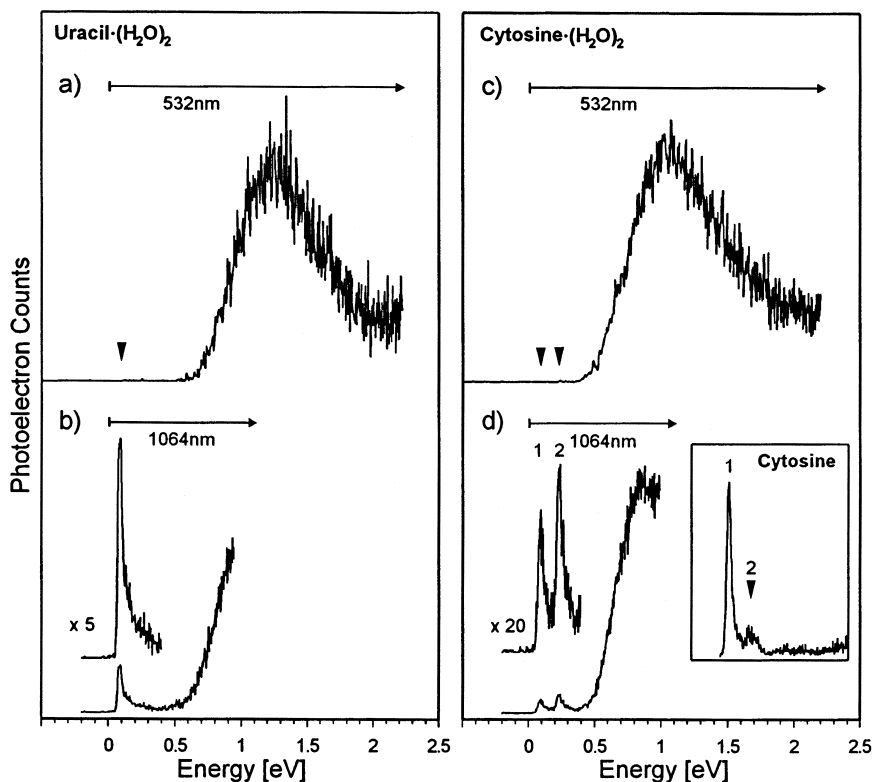 Uracil·(H₂O)₂
a)
532nm
b)
1064nm
x 5
Photoelectron Counts
0 0.5 1 1.5 2 2.5
Energy [eV]
Cytosine·(H₂O)₂
c)
532nm
d)
1064nm
1 2
x 20
Cytosine
1
2
0 0.5 1 1.5 2 2.5
Energy [eV]